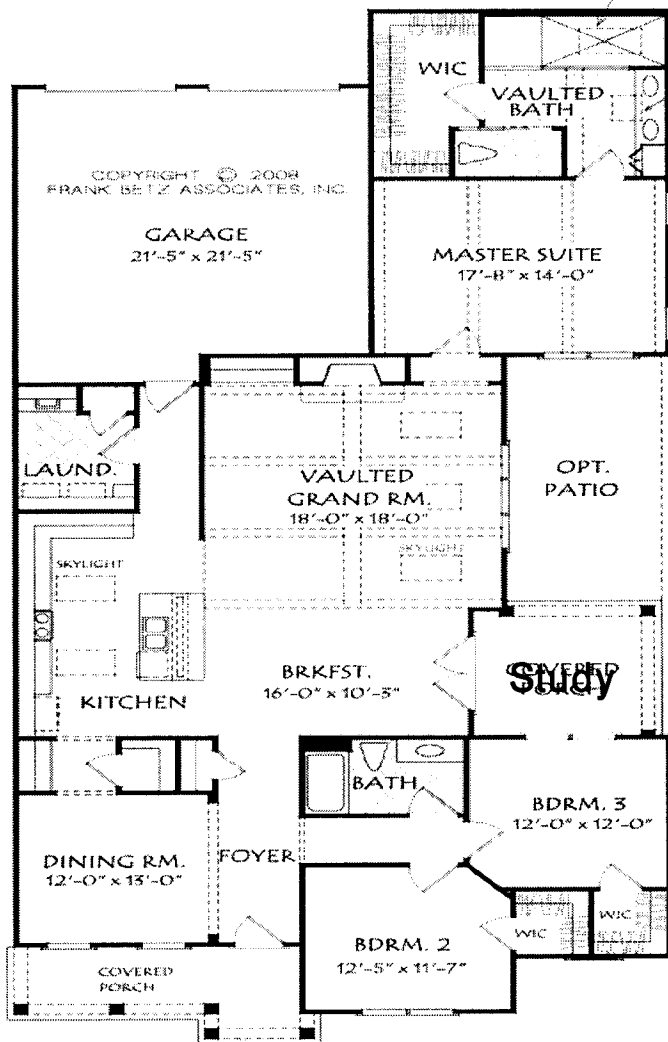 WIC
VAULTED
BATH
COPYRIGHT © 2008
FRANK BETZ ASSOCIATES, INC.
GARAGE
21'-5" x 21'-5"
MASTER SUITE
17'-8" x 14'-0"
LAUND.
VAULTED
GRAND RM.
18'-0" x 18'-0"
SKYLIGHT
OPT.
PATIO
SKYLIGHT
KITCHEN
BRKFST.
16'-0" x 10'-3"
COVERED
PORCH
Study
BATH
BDRM. 3
12'-0" x 12'-0"
DINING RM.
12'-0" x 13'-0"
FOYER
BDRM. 2
12'-5" x 11'-7"
WIC
WIC
COVERED
PORCH